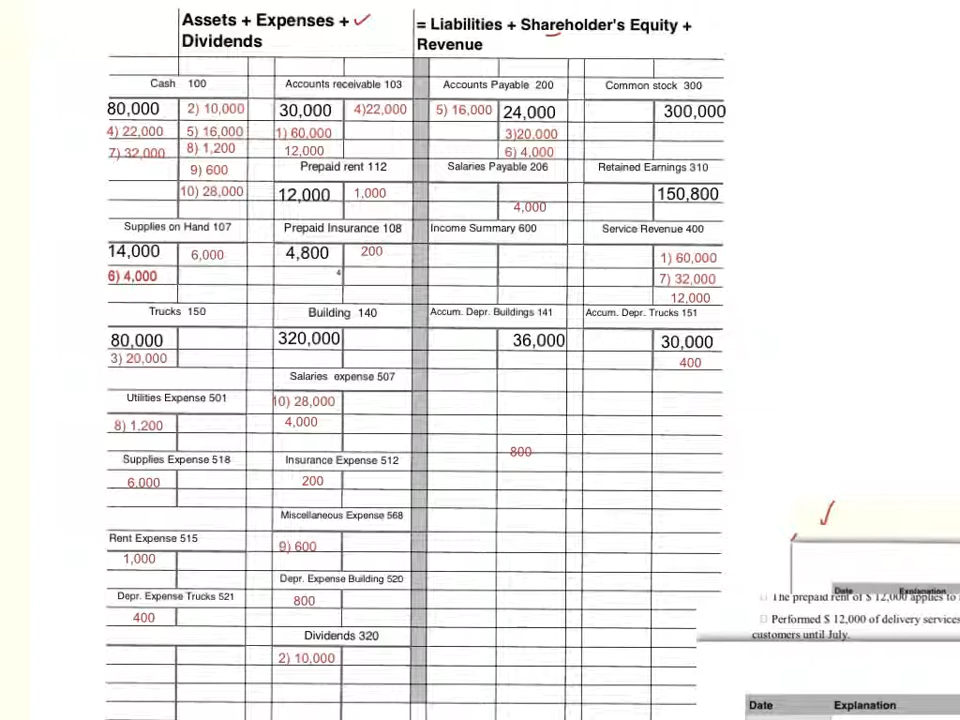 Assets + Expenses +
Dividends
= Liabilities + Shareholder's Equity +
Revenue
Cash 100 Accounts receivable 103 Accounts Payable 200 Common stock 300
80,000 2) 10,000 30,000 4)22,000 5) 16,000 24,000 300,000
4) 22,000 5) 16,000 1) 60,000 3)20,000
7) 32,000 8) 1,200 12,000 6) 4,000
9) 600 Prepaid rent 112 Salaries Payable 206 Retained Earnings 310
10) 28,000 12,000 1,000 4,000 150,800
Supplies on Hand 107 Prepaid Insurance 108 Income Summary 600 Service Revenue 400
14,000 6,000 4,800 200 1) 60,000
6) 4,000 7) 32,000
12,000
Trucks 150 Building 140 Accum. Depr. Buildings 141 Accum. Depr. Trucks 151
80,000 320,000 36,000 30,000
3) 20,000 400
Salaries expense 507
Utilities Expense 501 10) 28,000
8) 1,200 4,000
800
Supplies Expense 518 Insurance Expense 512
6,000 200
Miscellaneous Expense 568
Rent Expense 515 9) 600
1,000
Depr. Expense Building 520
Depr. Expense Trucks 521 800
400
Dividends 320
2) 10,000
Date Explanation
The prepaid rent of $ 12,000 applies to
Performed $ 12,000 of delivery services
customers until July.
Date Explanation